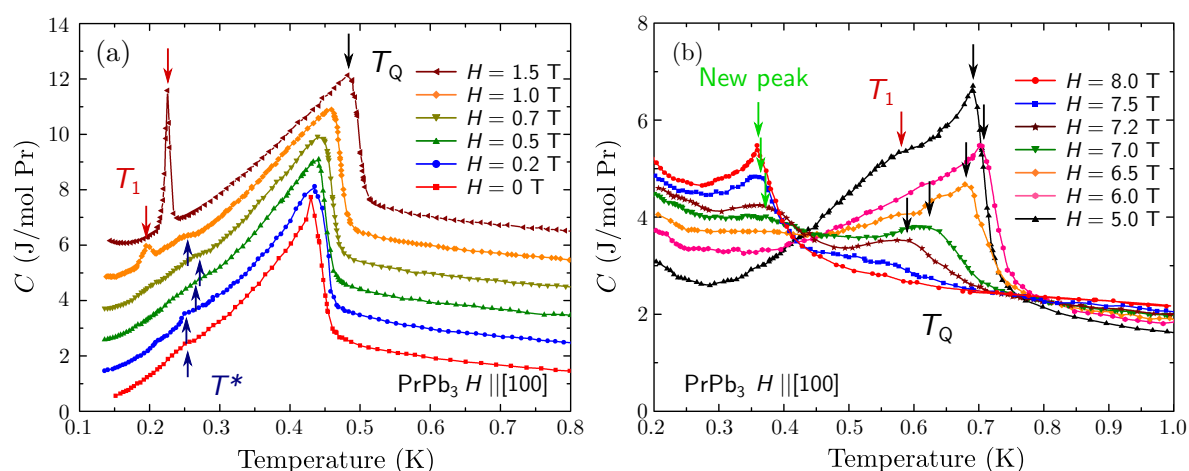 (a)
T_Q
H = 1.5 T
H = 1.0 T
H = 0.7 T
H = 0.5 T
H = 0.2 T
H = 0 T
T_1
T*
PrPb₃ H ||[100]
C (J/mol Pr)
0 2 4 6 8 10 12 14
0.1 0.2 0.3 0.4 0.5 0.6 0.7 0.8
Temperature (K)
(b)
New peak
T_1
H = 8.0 T
H = 7.5 T
H = 7.2 T
H = 7.0 T
H = 6.5 T
H = 6.0 T
H = 5.0 T
T_Q
PrPb₃ H ||[100]
C (J/mol Pr)
0 2 4 6 8
0.2 0.3 0.4 0.5 0.6 0.7 0.8 0.9 1.0
Temperature (K)